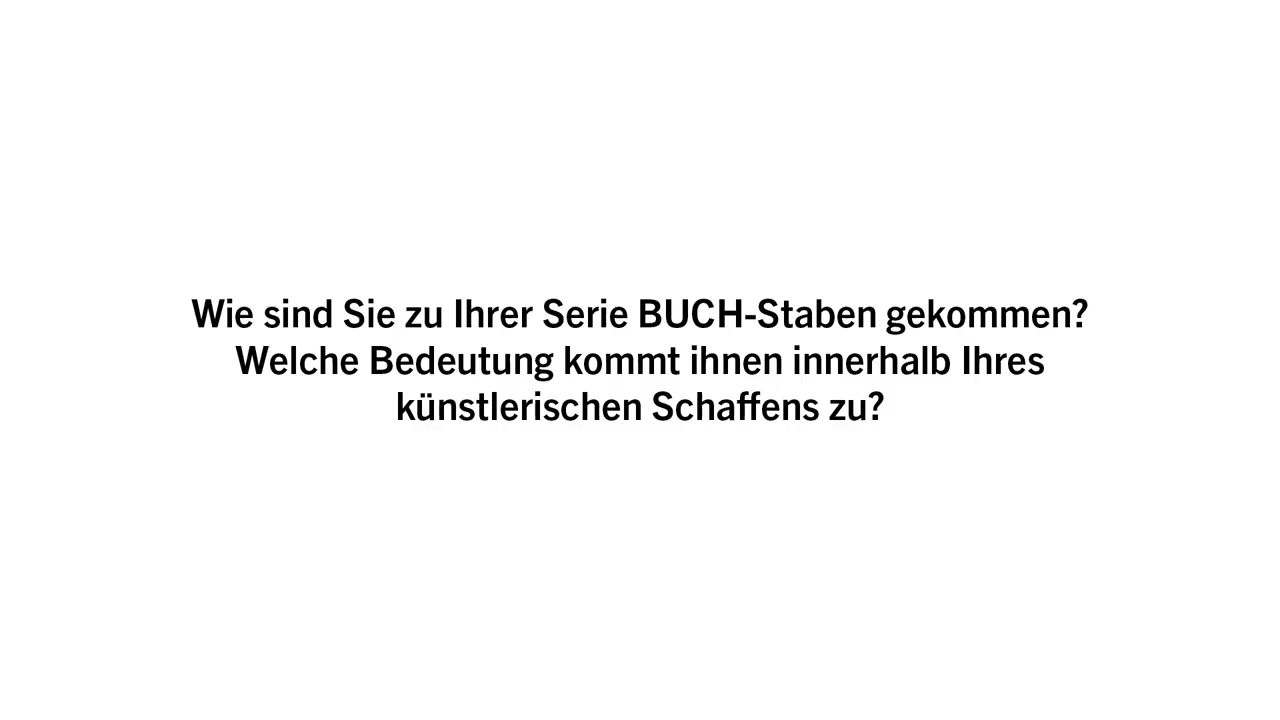 Wie sind Sie zu Ihrer Serie BUCH-Staben gekommen?
Welche Bedeutung kommt ihnen innerhalb Ihres
künstlerischen Schaffens zu?